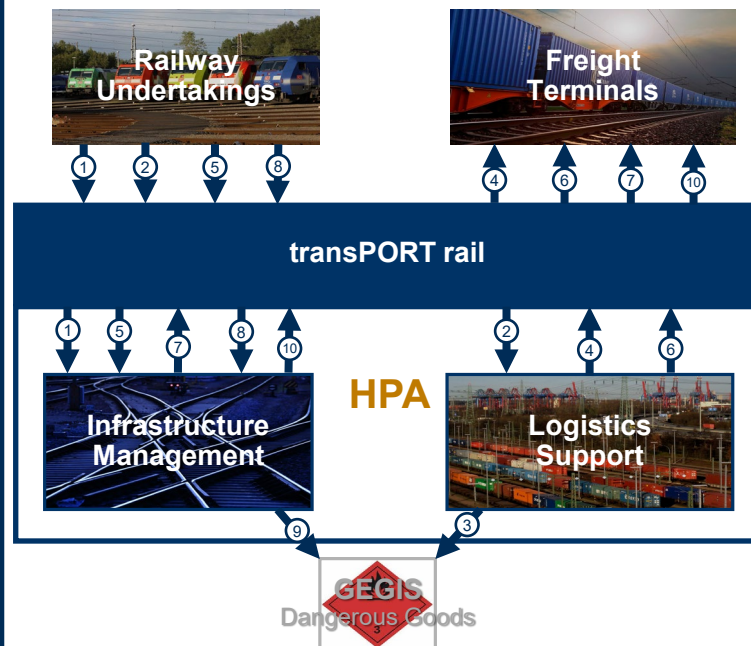 Railway
Undertakings
Freight
Terminals
1
2
5
8
4
6
7
10
transPORT rail
1
5
7
8
10
2
4
6
HPA
Infrastructure
Management
Logistics
Support
9
3
GEGIS
Dangerous Goods
3